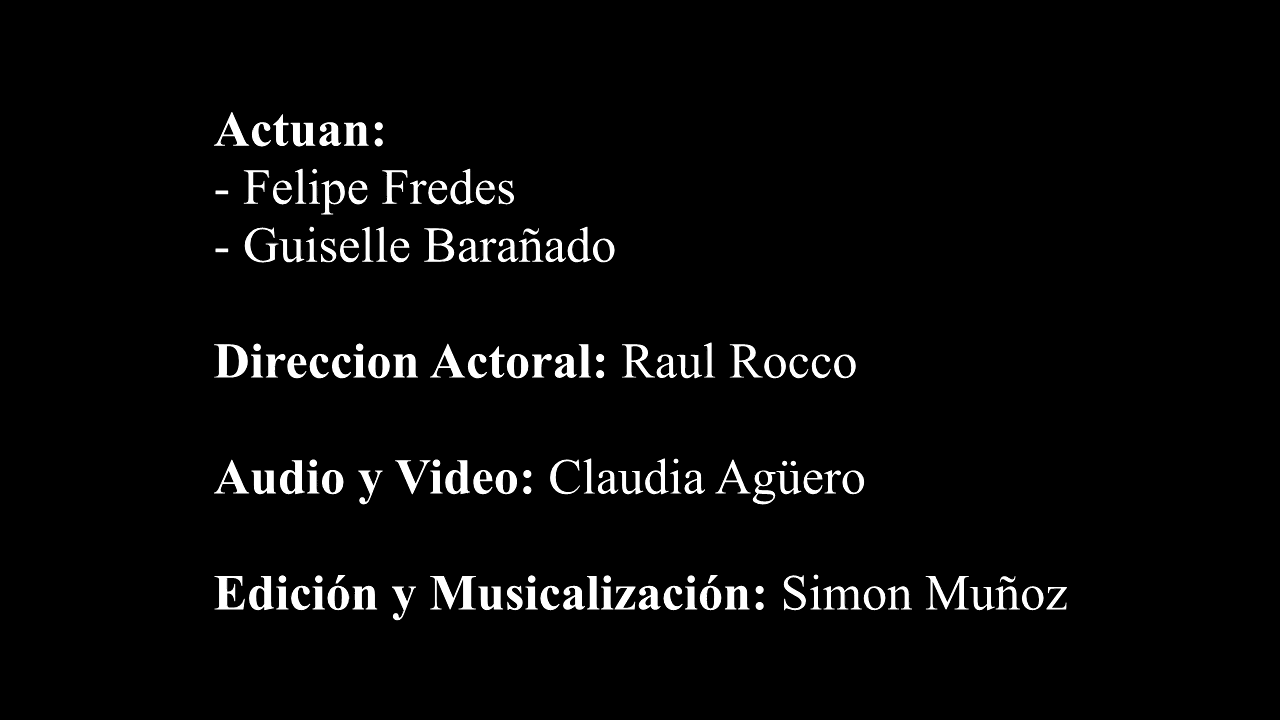 Actuan:
- Felipe Fredes
- Guiselle Barañado
Direccion Actoral: Raul Rocco
Audio y Video: Claudia Agüero
Edición y Musicalización: Simon Muñoz